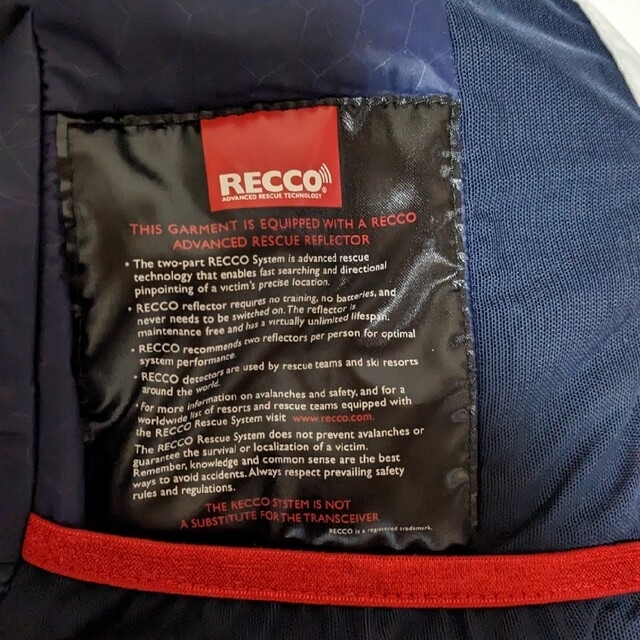 RECCO®
ADVANCED RESCUE TECHNOLOGY
THIS GARMENT IS EQUIPPED WITH A RECCO
ADVANCED RESCUE REFLECTOR
• The two-part RECCO System is advanced rescue
technology that enables fast searching and directional
pinpointing of a victim's precise location.
• RECCO reflector requires no training, no batteries, and
never needs to be switched on. The reflector is
maintenance free and has a virtually unlimited lifespan.
• RECCO recommends two reflectors per person for optimal
system performance.
• RECCO detectors are used by rescue teams and ski resorts
around the world.
• For more information on avalanches and safety, and for a
worldwide list of resorts and rescue teams equipped with
the RECCO Rescue System visit www.recco.com.
The RECCO Rescue System does not prevent avalanches or
guarantee the survival or localization of a victim.
Remember, knowledge and common sense are the best
ways to avoid accidents. Always respect prevailing safety
rules and regulations.
THE RECCO SYSTEM IS NOT
A SUBSTITUTE FOR THE TRANSCEIVER
RECCO is a registered trademark.